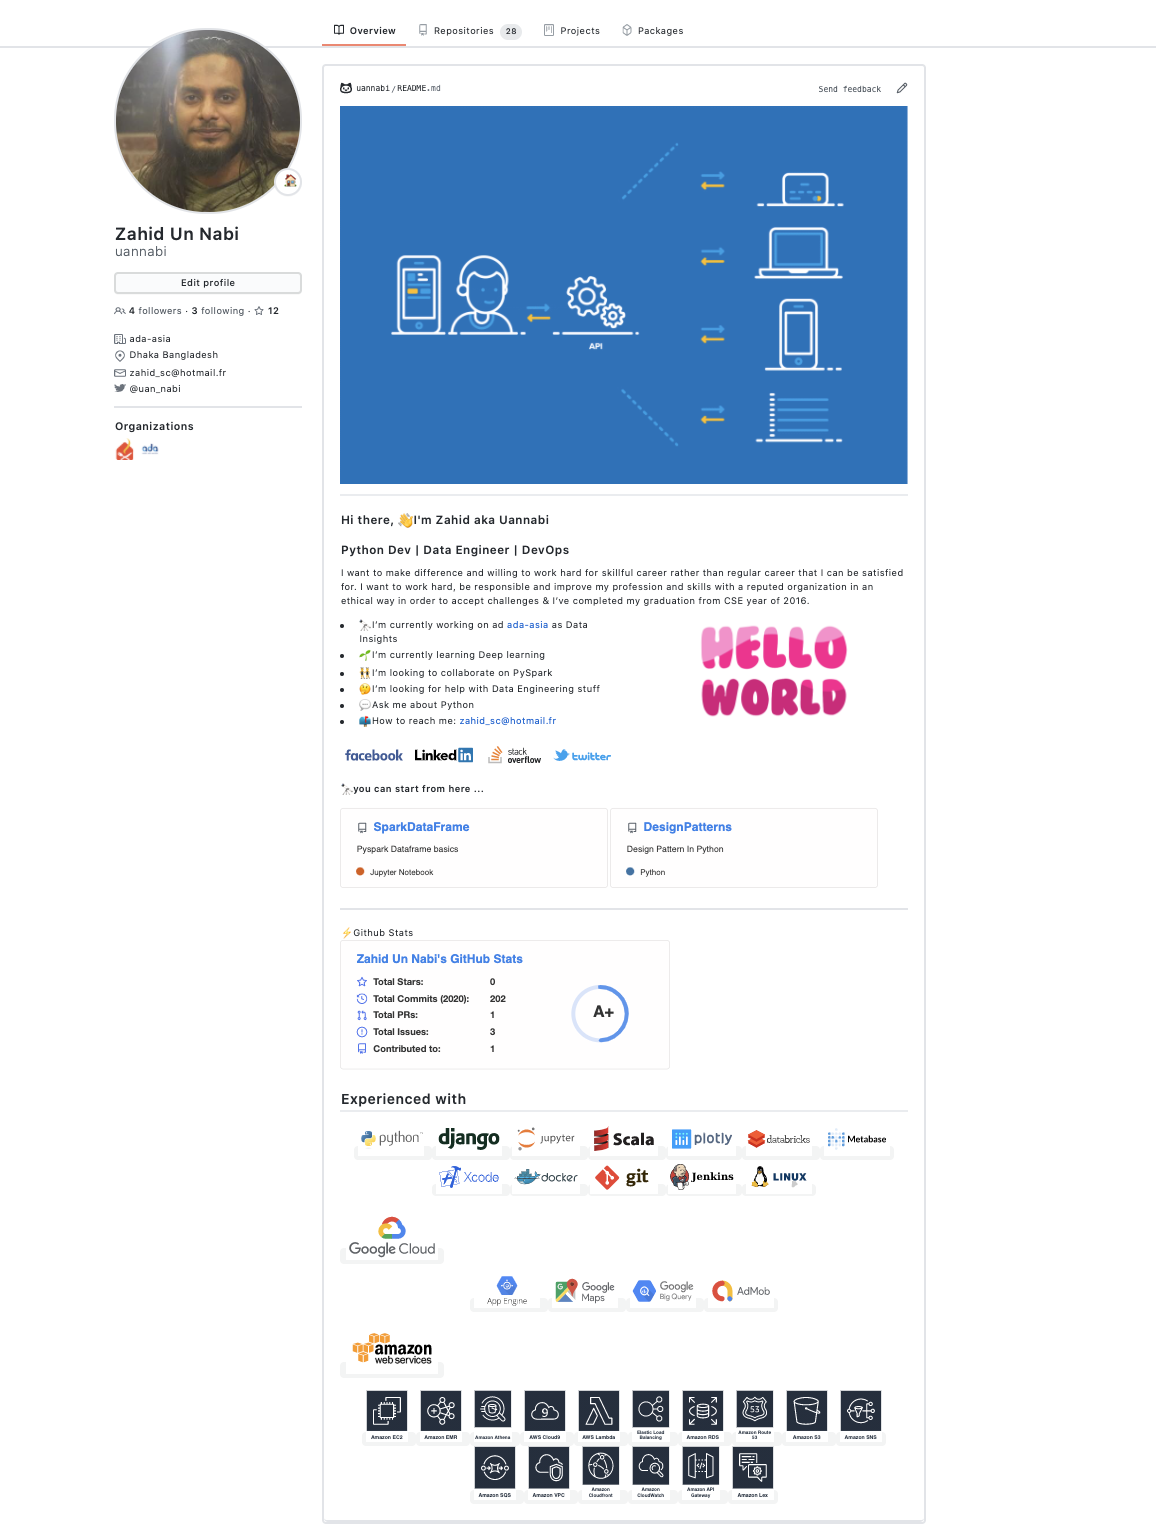 Overview
Repositories 28
Projects
Packages
Zahid Un Nabi
uannabi
Edit profile
4 followers · 3 following · 12
ada-asia
Dhaka Bangladesh
zahid_sc@hotmail.fr
@uan_nabi
Organizations
ada
uannabi/README.md
Send feedback
API
Hi there, 👋I'm Zahid aka Uannabi
Python Dev | Data Engineer | DevOps
I want to make difference and willing to work hard for skillful career rather than regular career that I can be satisfied
for. I want to work hard, be responsible and improve my profession and skills with a reputed organization in an
ethical way in order to accept challenges & I've completed my graduation from CSE year of 2016.
I'm currently working on ad ada-asia as Data
Insights
I'm currently learning Deep learning
I'm looking to collaborate on PySpark
I'm looking for help with Data Engineering stuff
Ask me about Python
How to reach me: zahid_sc@hotmail.fr
HELLO
WORLD
facebook
Linked in
stack
overflow
twitter
you can start from here ...
SparkDataFrame
Pyspark Dataframe basics
Jupyter Notebook
DesignPatterns
Design Pattern In Python
Python
⚡Github Stats
Zahid Un Nabi's GitHub Stats
Total Stars: 0
Total Commits (2020): 202
Total PRs: 1
Total Issues: 3
Contributed to: 1
A+
Experienced with
python™
django
jupyter
Scala
plotly
databricks
Metabase
Xcode
docker
git
Jenkins
LINUX
Google Cloud
App Engine
Google
Maps
Google
Big Query
AdMob
amazon
web services
Amazon EC2
Amazon EMR
Amazon Athena
9
AWS Cloud9
AWS Lambda
Elastic Load
Balancing
Amazon RDS
53
Amazon Route
53
Amazon S3
Amazon SNS
Amazon SQS
Amazon VPC
Amazon
Cloudfront
Amazon
CloudWatch
Amazon API
Gateway
Amazon Lex